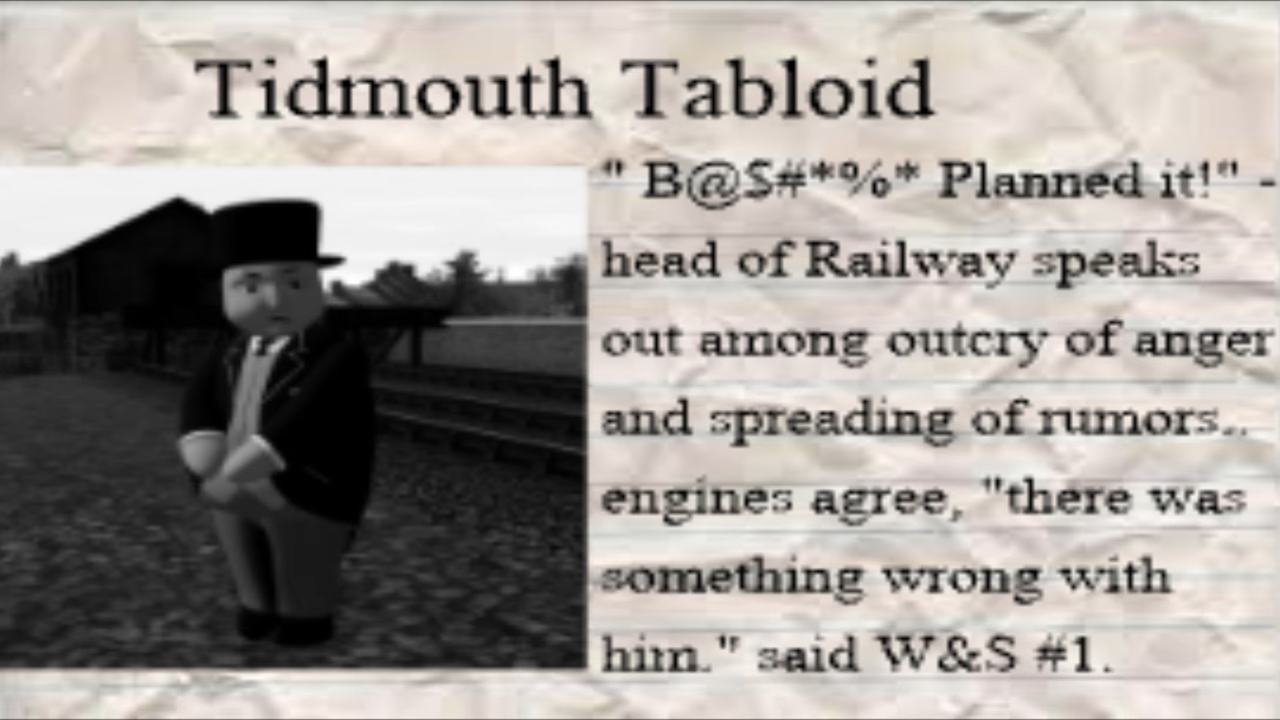 Tidmouth Tabloid
" B@$#*%* Planned it!" -
head of Railway speaks
out among outcry of anger
and spreading of rumors..
engines agree, "there was
something wrong with
him." said W&S #1.